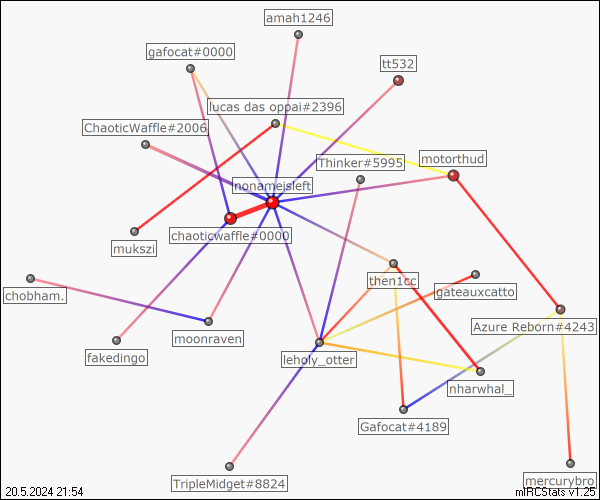 amah1246
gafocat#0000
tt532
lucas das oppai#2396
ChaoticWaffle#2006
Thinker#5995
motorthud
nonameisleft
chaoticwaffle#0000
mukszi
then1cc
gateauxcatto
chobham.
Azure Reborn#4243
moonraven
fakedingo
leholy_otter
nharwhal_
Gafocat#4189
TripleMidget#8824
mercurybro
20.5.2024 21:54
mIRCStats v1.25